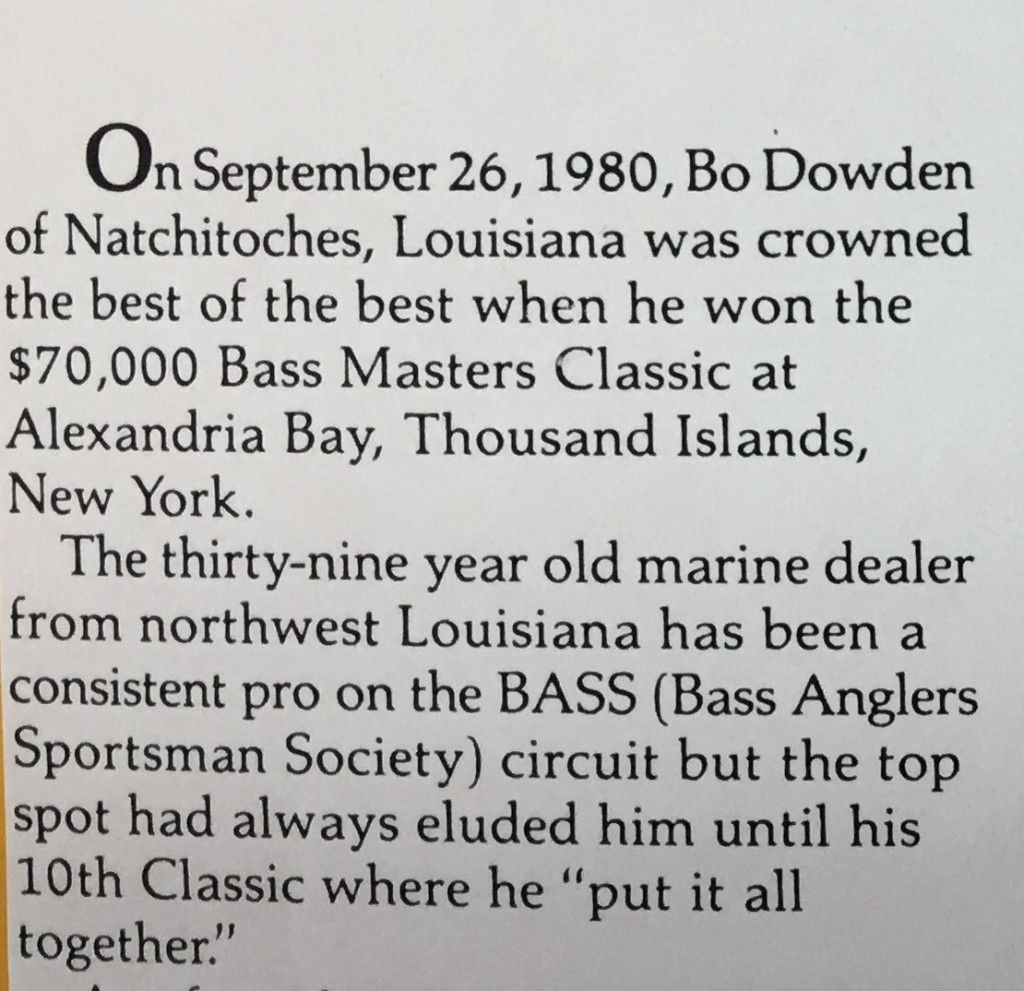 On September 26, 1980, Bo Dowden
of Natchitoches, Louisiana was crowned
the best of the best when he won the
$70,000 Bass Masters Classic at
Alexandria Bay, Thousand Islands,
New York.
The thirty-nine year old marine dealer
from northwest Louisiana has been a
consistent pro on the BASS (Bass Anglers
Sportsman Society) circuit but the top
spot had always eluded him until his
10th Classic where he “put it all
together.”